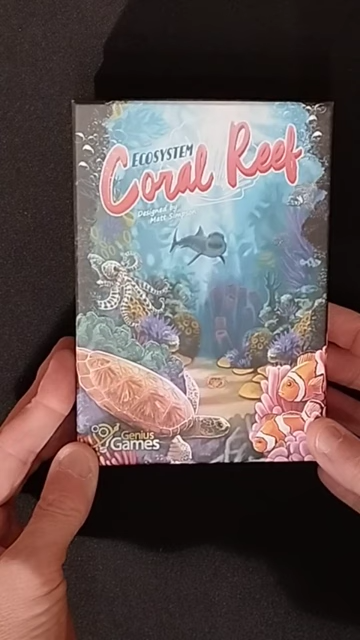 ECOSYSTEM
Coral Reef
Designed by
Matt Simpson
Genius
Games